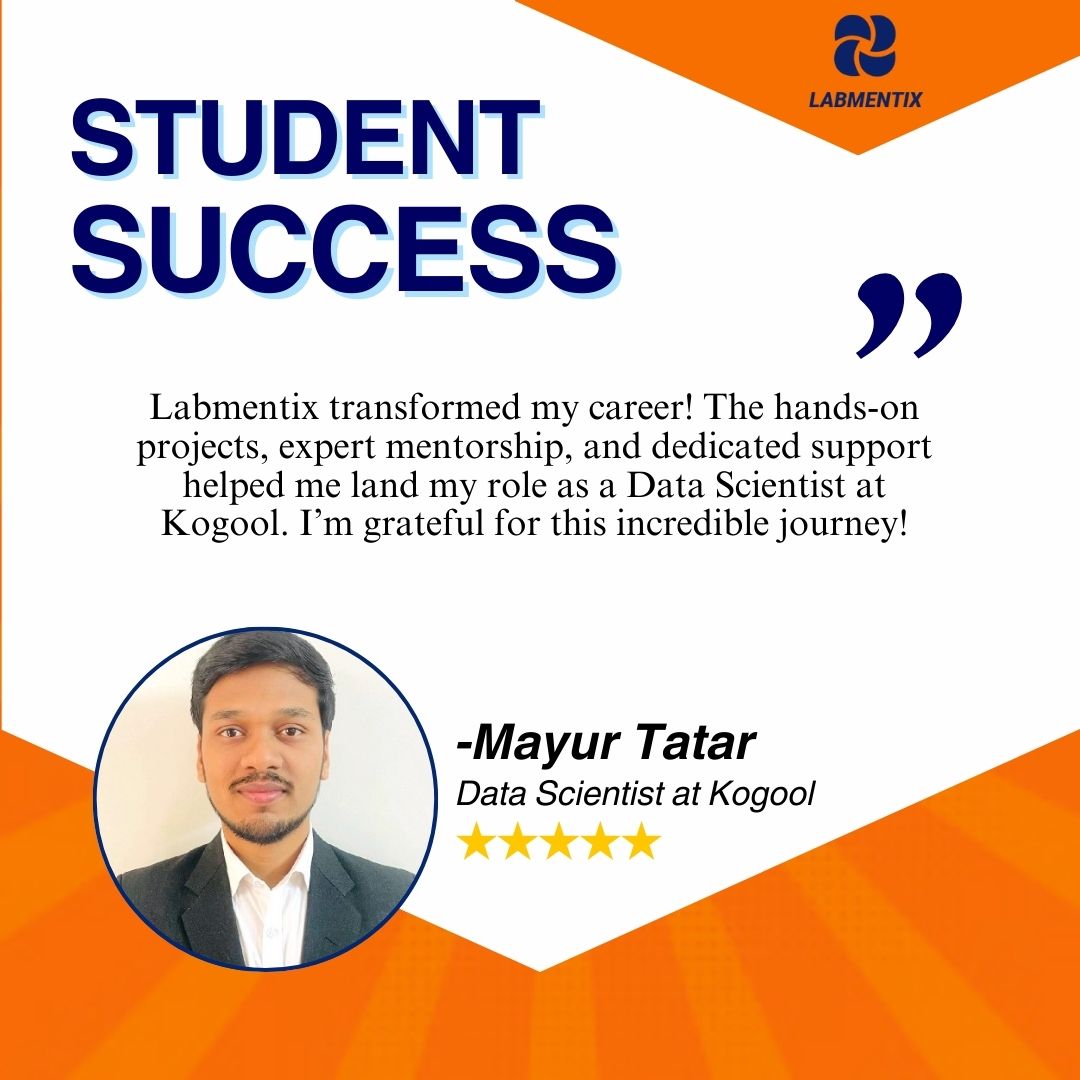 LABMENTIX
STUDENT
SUCCESS
”
Labmentix transformed my career! The hands-on
projects, expert mentorship, and dedicated support
helped me land my role as a Data Scientist at
Kogool. I’m grateful for this incredible journey!
-Mayur Tatar
Data Scientist at Kogool